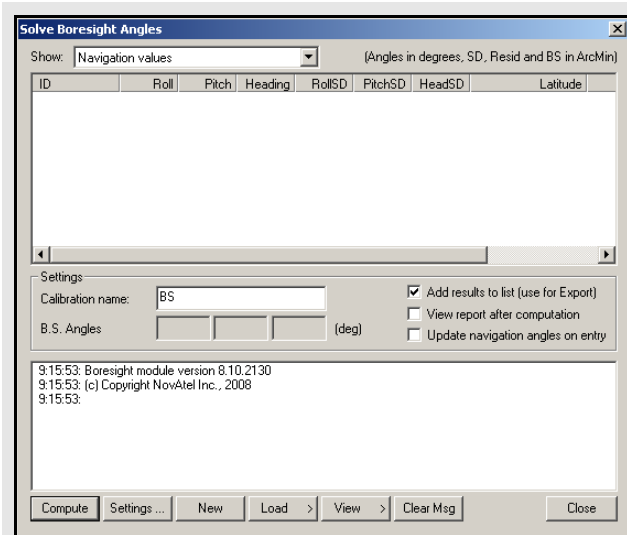 Solve Boresight Angles
Show: Navigation values (Angles in degrees, SD, Resid and BS in ArcMin)
ID Roll Pitch Heading RollSD PitchSD HeadSD Latitude
Settings
Calibration name: BS
Add results to list (use for Export)
View report after computation
B.S. Angles (deg)
Update navigation angles on entry
9:15:53: Boresight module version 8.10.2130
9:15:53: (c) Copyright NovAtel Inc., 2008
9:15:53:
Compute Settings ... New Load > View > Clear Msg Close